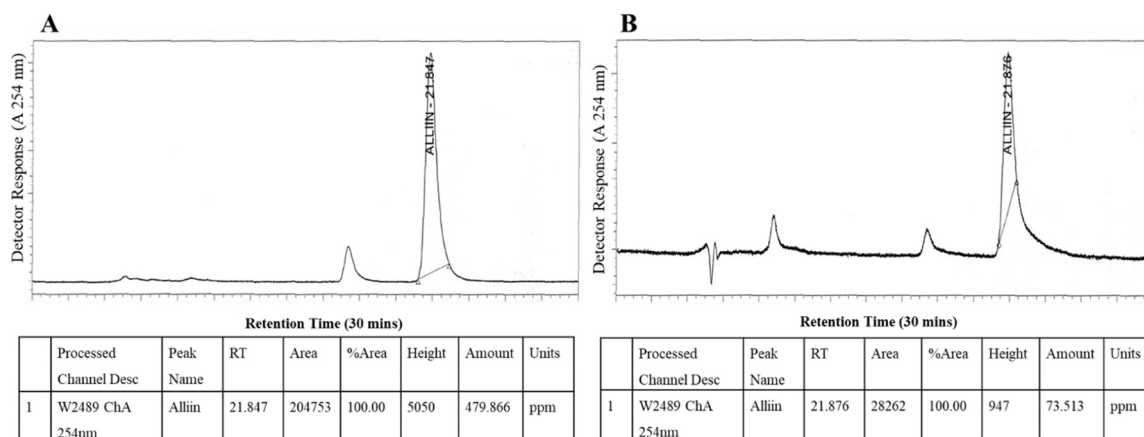 A
Detector Response (A 254 nm)
ALLIIN - 21.847
Retention Time (30 mins)
Processed Channel Desc Peak Name RT Area %Area Height Amount Units
1 W2489 ChA 254nm Alliin 21.847 204753 100.00 5050 479.866 ppm
B
Detector Response (A 254 nm)
ALLIIN - 21.876
Retention Time (30 mins)
Processed Channel Desc Peak Name RT Area %Area Height Amount Units
1 W2489 ChA 254nm Alliin 21.876 28262 100.00 947 73.513 ppm